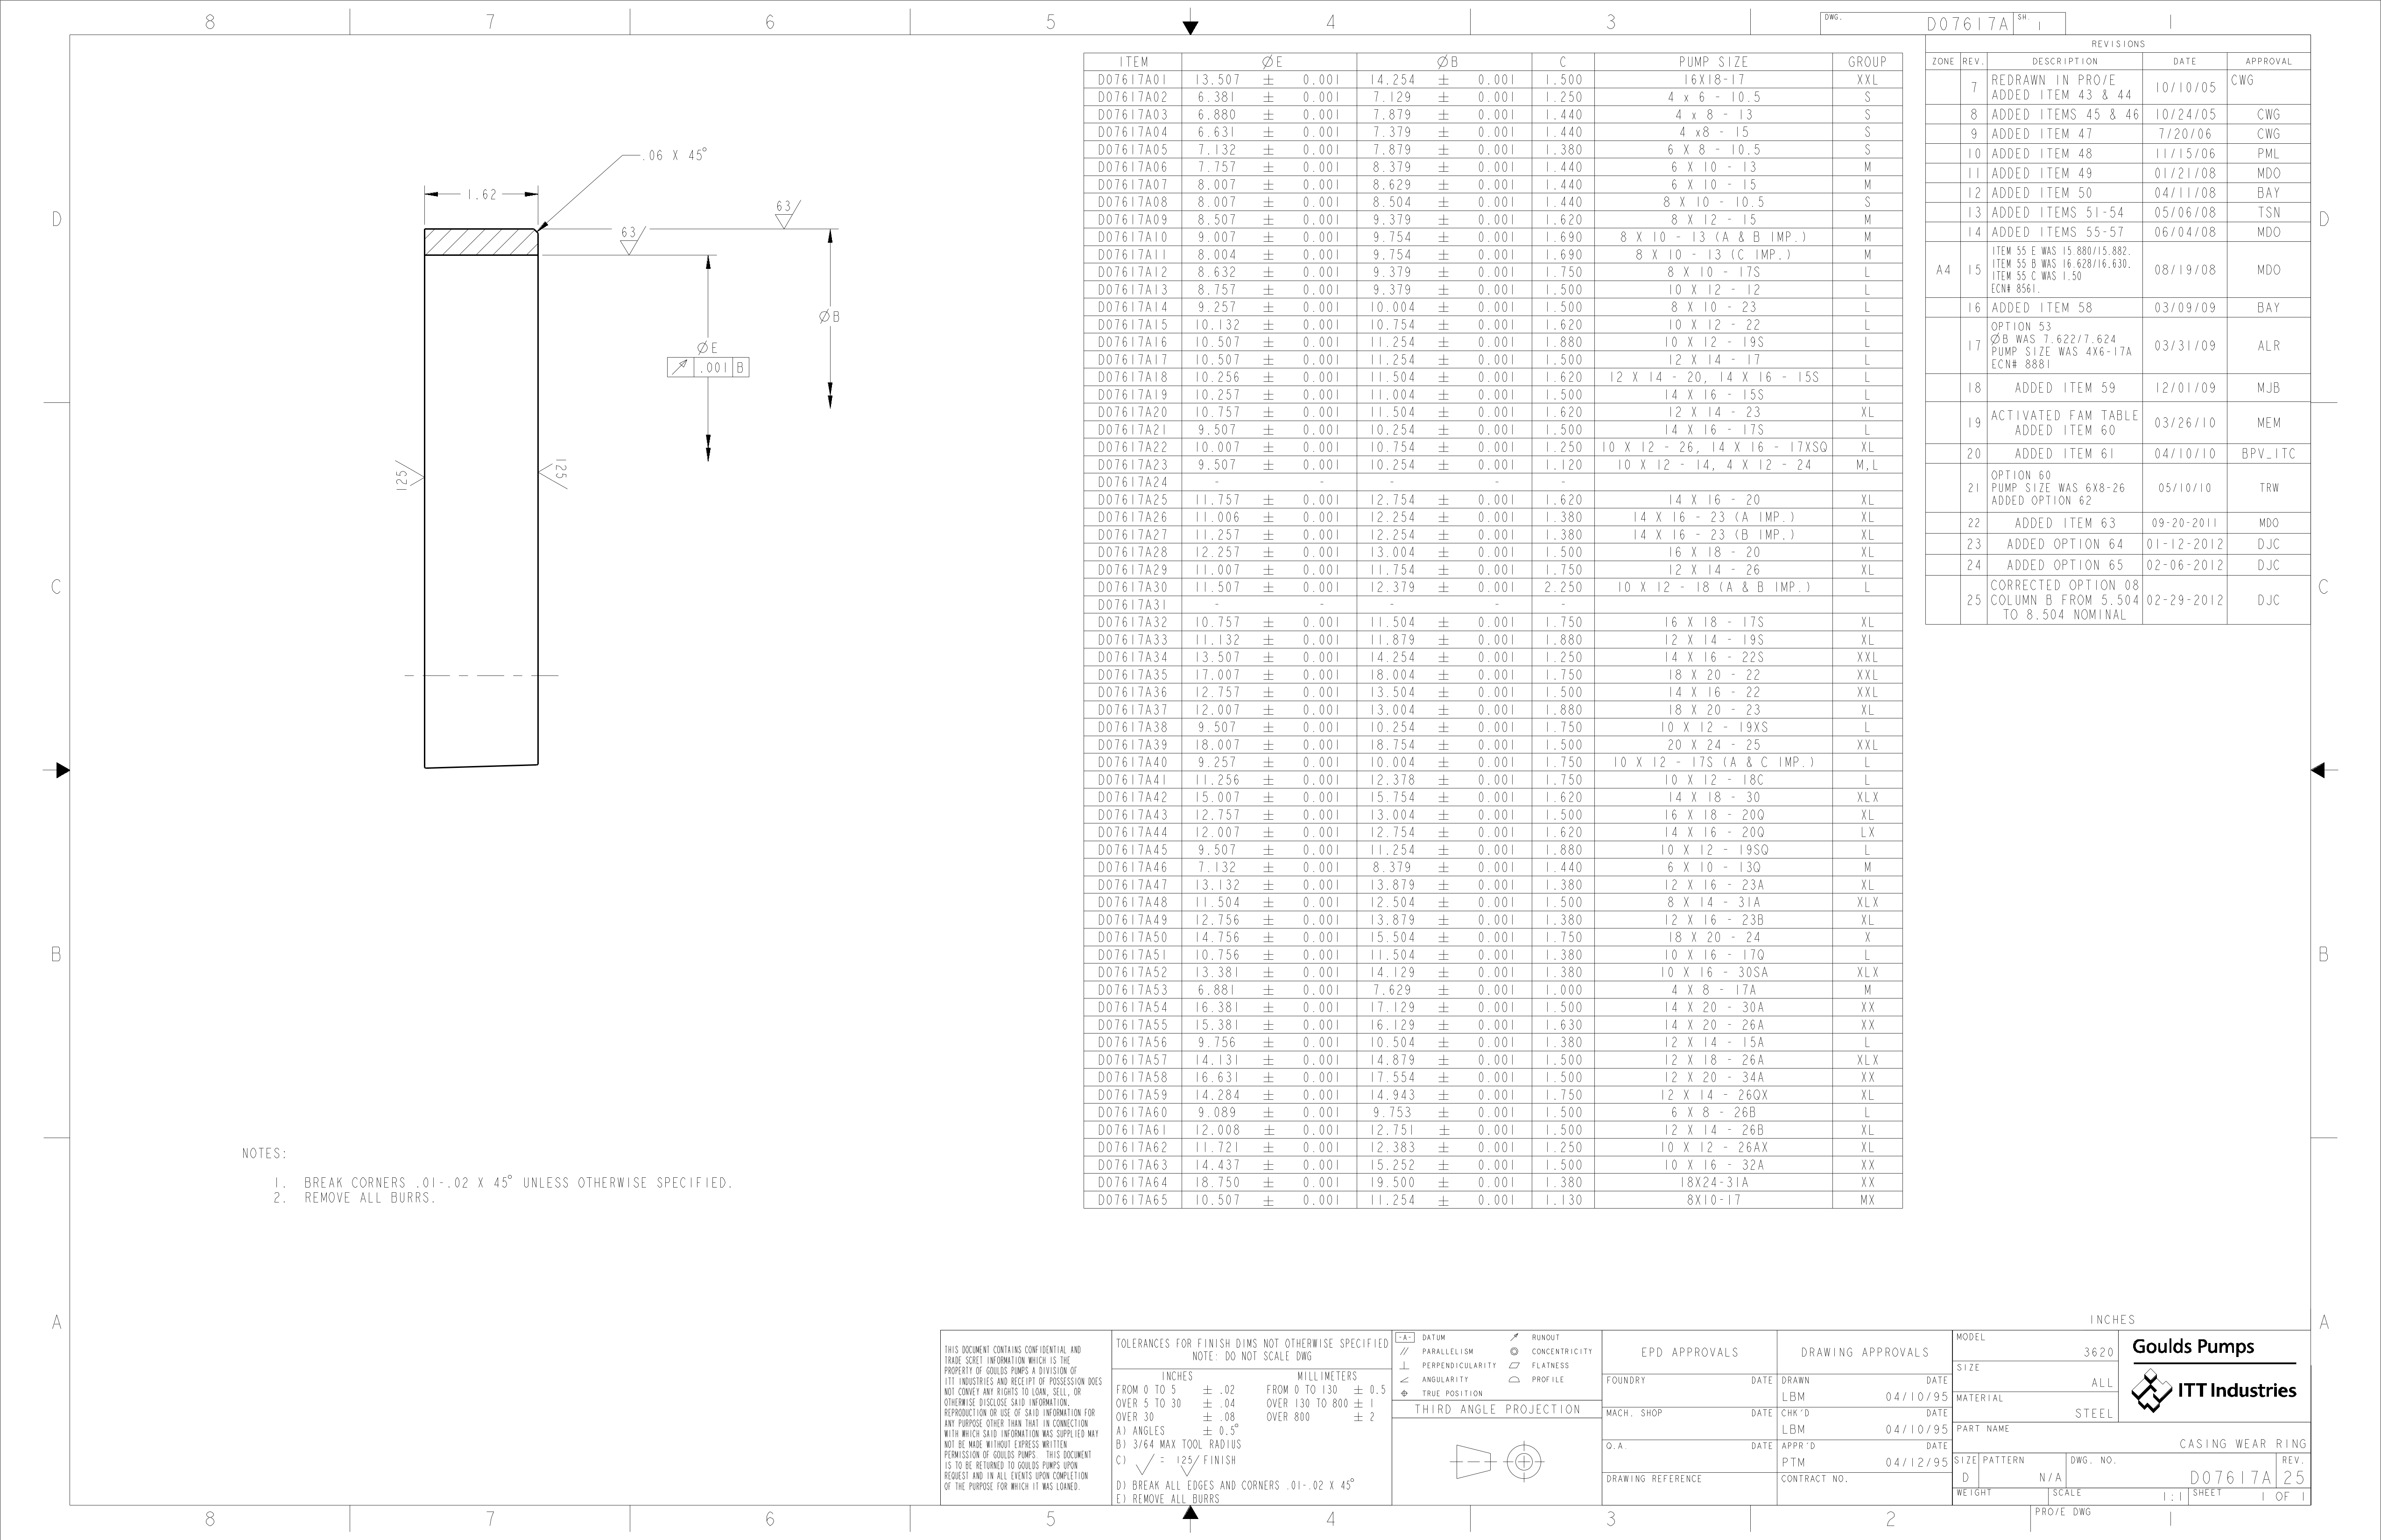 8 7 6 5 4 3 1
DWG. D07617A SH. 1
REVISIONS
ZONE REV. DESCRIPTION DATE APPROVAL
7 REDRAWN IN PRO/E ADDED ITEM 43 & 44 10/10/05 CWG
8 ADDED ITEMS 45 & 46 10/24/05 CWG
9 ADDED ITEM 47 7/20/06 CWG
10 ADDED ITEM 48 11/15/06 PML
11 ADDED ITEM 49 01/21/08 MDO
12 ADDED ITEM 50 04/11/08 BAY
13 ADDED ITEMS 51-54 05/06/08 TSN
14 ADDED ITEMS 55-57 06/04/08 MDO
A4 15 ITEM 55 E WAS 15.880/15.882. ITEM 55 B WAS 16.628/16.630, ITEM 55 C WAS 1.50 ECN# 8561. 08/19/08 MDO
16 ADDED ITEM 58 03/09/09 BAY
17 OPTION 53 ØB WAS 7.622/7.624 PUMP SIZE WAS 4X6-17A ECN# 8881 03/31/09 ALR
18 ADDED ITEM 59 12/01/09 MJB
19 ACTIVATED FAM TABLE ADDED ITEM 60 03/26/10 MEM
20 ADDED ITEM 61 04/10/10 BPV_ITC
21 OPTION 60 PUMP SIZE WAS 6X8-26 ADDED OPTION 62 05/10/10 TRW
22 ADDED ITEM 63 09-20-2011 MDO
23 ADDED OPTION 64 01-12-2012 DJC
24 ADDED OPTION 65 02-06-2012 DJC
25 CORRECTED OPTION 08 COLUMN B FROM 5.504 TO 8.504 NOMINAL 02-29-2012 DJC
ITEM ØE ØB C PUMP SIZE GROUP
D07617A01 13.507 ± 0.001 14.254 ± 0.001 1.500 16X18-17 XXL
D07617A02 6.381 ± 0.001 7.129 ± 0.001 1.250 4 x 6 - 10.5 S
D07617A03 6.880 ± 0.001 7.879 ± 0.001 1.440 4 x 8 - 13 S
D07617A04 6.631 ± 0.001 7.379 ± 0.001 1.440 4 x8 - 15 S
D07617A05 7.132 ± 0.001 7.879 ± 0.001 1.380 6 X 8 - 10.5 S
D07617A06 7.757 ± 0.001 8.379 ± 0.001 1.440 6 X 10 - 13 M
D07617A07 8.007 ± 0.001 8.629 ± 0.001 1.440 6 X 10 - 15 M
D07617A08 8.007 ± 0.001 8.504 ± 0.001 1.440 8 X 10 - 10.5 S
D07617A09 8.507 ± 0.001 9.379 ± 0.001 1.620 8 X 12 - 15 M
D07617A10 9.007 ± 0.001 9.754 ± 0.001 1.690 8 X 10 - 13 (A & B IMP.) M
D07617A11 8.004 ± 0.001 9.754 ± 0.001 1.690 8 X 10 - 13 (C IMP.) M
D07617A12 8.632 ± 0.001 9.379 ± 0.001 1.750 8 X 10 - 17S L
D07617A13 8.757 ± 0.001 9.379 ± 0.001 1.500 10 X 12 - 12 L
D07617A14 9.257 ± 0.001 10.004 ± 0.001 1.500 8 X 10 - 23 L
D07617A15 10.132 ± 0.001 10.754 ± 0.001 1.620 10 X 12 - 22 L
D07617A16 10.507 ± 0.001 11.254 ± 0.001 1.880 10 X 12 - 19S L
D07617A17 10.507 ± 0.001 11.254 ± 0.001 1.500 12 X 14 - 17 L
D07617A18 10.256 ± 0.001 11.504 ± 0.001 1.620 12 X 14 - 20, 14 X 16 - 15S L
D07617A19 10.257 ± 0.001 11.004 ± 0.001 1.500 14 X 16 - 15S L
D07617A20 10.757 ± 0.001 11.504 ± 0.001 1.620 12 X 14 - 23 XL
D07617A21 9.507 ± 0.001 10.254 ± 0.001 1.500 14 X 16 - 17S L
D07617A22 10.007 ± 0.001 10.754 ± 0.001 1.250 10 X 12 - 26, 14 X 16 - 17XSQ XL
D07617A23 9.507 ± 0.001 10.254 ± 0.001 1.120 10 X 12 - 14, 4 X 12 - 24 M,L
D07617A24 - - - - -
D07617A25 11.757 ± 0.001 12.754 ± 0.001 1.620 14 X 16 - 20 XL
D07617A26 11.006 ± 0.001 12.254 ± 0.001 1.380 14 X 16 - 23 (A IMP.) XL
D07617A27 11.257 ± 0.001 12.254 ± 0.001 1.380 14 X 16 - 23 (B IMP.) XL
D07617A28 12.257 ± 0.001 13.004 ± 0.001 1.500 16 X 18 - 20 XL
D07617A29 11.007 ± 0.001 11.754 ± 0.001 1.750 12 X 14 - 26 XL
D07617A30 11.507 ± 0.001 12.379 ± 0.001 2.250 10 X 12 - 18 (A & B IMP.) L
D07617A31 - - - - -
D07617A32 10.757 ± 0.001 11.504 ± 0.001 1.750 16 X 18 - 17S XL
D07617A33 11.132 ± 0.001 11.879 ± 0.001 1.880 12 X 14 - 19S XL
D07617A34 13.507 ± 0.001 14.254 ± 0.001 1.250 14 X 16 - 22S XXL
D07617A35 17.007 ± 0.001 18.004 ± 0.001 1.750 18 X 20 - 22 XXL
D07617A36 12.757 ± 0.001 13.504 ± 0.001 1.500 14 X 16 - 22 XXL
D07617A37 12.007 ± 0.001 13.004 ± 0.001 1.880 18 X 20 - 23 XL
D07617A38 9.507 ± 0.001 10.254 ± 0.001 1.750 10 X 12 - 19XS L
D07617A39 18.007 ± 0.001 18.754 ± 0.001 1.500 20 X 24 - 25 XXL
D07617A40 9.257 ± 0.001 10.004 ± 0.001 1.750 10 X 12 - 17S (A & C IMP.) L
D07617A41 11.256 ± 0.001 12.378 ± 0.001 1.750 10 X 12 - 18C L
D07617A42 15.007 ± 0.001 15.754 ± 0.001 1.620 14 X 18 - 30 XLX
D07617A43 12.757 ± 0.001 13.004 ± 0.001 1.500 16 X 18 - 20Q XL
D07617A44 12.007 ± 0.001 12.754 ± 0.001 1.620 14 X 16 - 20Q LX
D07617A45 9.507 ± 0.001 11.254 ± 0.001 1.880 10 X 12 - 19SQ L
D07617A46 7.132 ± 0.001 8.379 ± 0.001 1.440 6 X 10 - 13Q M
D07617A47 13.132 ± 0.001 13.879 ± 0.001 1.380 12 X 16 - 23A XL
D07617A48 11.504 ± 0.001 12.504 ± 0.001 1.500 8 X 14 - 31A XLX
D07617A49 12.756 ± 0.001 13.879 ± 0.001 1.380 12 X 16 - 23B XL
D07617A50 14.756 ± 0.001 15.504 ± 0.001 1.750 18 X 20 - 24 X
D07617A51 10.756 ± 0.001 11.504 ± 0.001 1.380 10 X 16 - 17Q L
D07617A52 13.381 ± 0.001 14.129 ± 0.001 1.380 10 X 16 - 30SA XLX
D07617A53 6.881 ± 0.001 7.629 ± 0.001 1.000 4 X 8 - 17A M
D07617A54 16.381 ± 0.001 17.129 ± 0.001 1.500 14 X 20 - 30A XX
D07617A55 15.381 ± 0.001 16.129 ± 0.001 1.630 14 X 20 - 26A XX
D07617A56 9.756 ± 0.001 10.504 ± 0.001 1.380 12 X 14 - 15A L
D07617A57 14.131 ± 0.001 14.879 ± 0.001 1.500 12 X 18 - 26A XLX
D07617A58 16.631 ± 0.001 17.554 ± 0.001 1.500 12 X 20 - 34A XX
D07617A59 14.284 ± 0.001 14.943 ± 0.001 1.750 12 X 14 - 26QX XL
D07617A60 9.089 ± 0.001 9.753 ± 0.001 1.500 6 X 8 - 26B L
D07617A61 12.008 ± 0.001 12.751 ± 0.001 1.500 12 X 14 - 26B XL
D07617A62 11.721 ± 0.001 12.383 ± 0.001 1.250 10 X 12 - 26AX XL
D07617A63 14.437 ± 0.001 15.252 ± 0.001 1.500 10 X 16 - 32A XX
D07617A64 18.750 ± 0.001 19.500 ± 0.001 1.380 18X24-31A XX
D07617A65 10.507 ± 0.001 11.254 ± 0.001 1.130 8X10-17 MX
.06 X 45°
1.62
63
63
ØB
ØE
.001 B
125
125
D D
C C
B B
A A
NOTES:
1. BREAK CORNERS .01-.02 X 45° UNLESS OTHERWISE SPECIFIED.
2. REMOVE ALL BURRS.
THIS DOCUMENT CONTAINS CONFIDENTIAL AND
TRADE SCRET INFORMATION WHICH IS THE
PROPERTY OF GOULDS PUMPS A DIVISION OF
ITT INDUSTRIES AND RECEIPT OF POSSESSION DOES
NOT CONVEY ANY RIGHTS TO LOAN, SELL, OR
OTHERWISE DISCLOSE SAID INFORMATION,
REPRODUCTION OR USE OF SAID INFORMATION FOR
ANY PURPOSE OTHER THAN THAT IN CONNECTION
WITH WHICH SAID INFORMATION WAS SUPPLIED MAY
NOT BE MADE WITHOUT EXPRESS WRITTEN
PERMISSION OF GOULDS PUMPS. THIS DOCUMENT
IS TO BE RETURNED TO GOULDS PUMPS UPON
REQUEST AND IN ALL EVENTS UPON COMPLETION
OF THE PURPOSE FOR WHICH IT WAS LOANED.
TOLERANCES FOR FINISH DIMS NOT OTHERWISE SPECIFIED
NOTE: DO NOT SCALE DWG
INCHES MILLIMETERS
FROM 0 TO 5 ± .02 FROM 0 TO 130 ± 0.5
OVER 5 TO 30 ± .04 OVER 130 TO 800 ± 1
OVER 30 ± .08 OVER 800 ± 2
A) ANGLES ± 0.5°
B) 3/64 MAX TOOL RADIUS
C) = 125/ FINISH
D) BREAK ALL EDGES AND CORNERS .01-.02 X 45°
E) REMOVE ALL BURRS
-A- DATUM RUNOUT
PARALLELISM CONCENTRICITY
PERPENDICULARITY FLATNESS
ANGULARITY PROFILE
TRUE POSITION
THIRD ANGLE PROJECTION
EPD APPROVALS
FOUNDRY DATE
MACH. SHOP DATE
Q.A. DATE
DRAWING REFERENCE
DRAWING APPROVALS
DRAWN DATE
LBM 04/10/95
CHK'D DATE
LBM 04/10/95
APPR'D DATE
PTM 04/12/95
CONTRACT NO.
INCHES
MODEL 3620
SIZE ALL
MATERIAL STEEL
Goulds Pumps
ITT Industries
PART NAME
CASING WEAR RING
SIZE PATTERN DWG. NO. REV.
D N/A D07617A 25
WEIGHT SCALE 1:1 SHEET 1 OF 1
PRO/E DWG
8 7 6 5 4 3 2 1